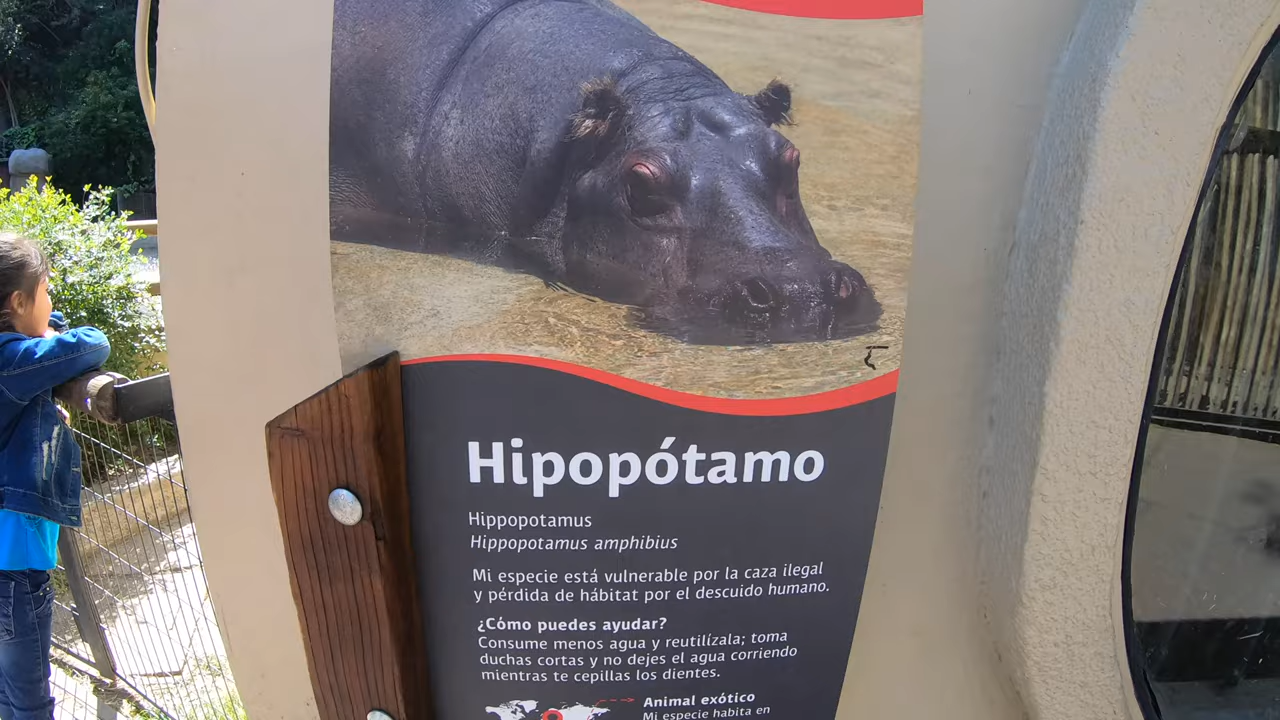 Hipopótamo
Hippopotamus
Hippopotamus amphibius
Mi especie está vulnerable por la caza ilegal
y pérdida de hábitat por el descuido humano.
¿Cómo puedes ayudar?
Consume menos agua y reutilízala; toma
duchas cortas y no dejes el agua corriendo
mientras te cepillas los dientes.
Animal exótico
Mi especie habita en